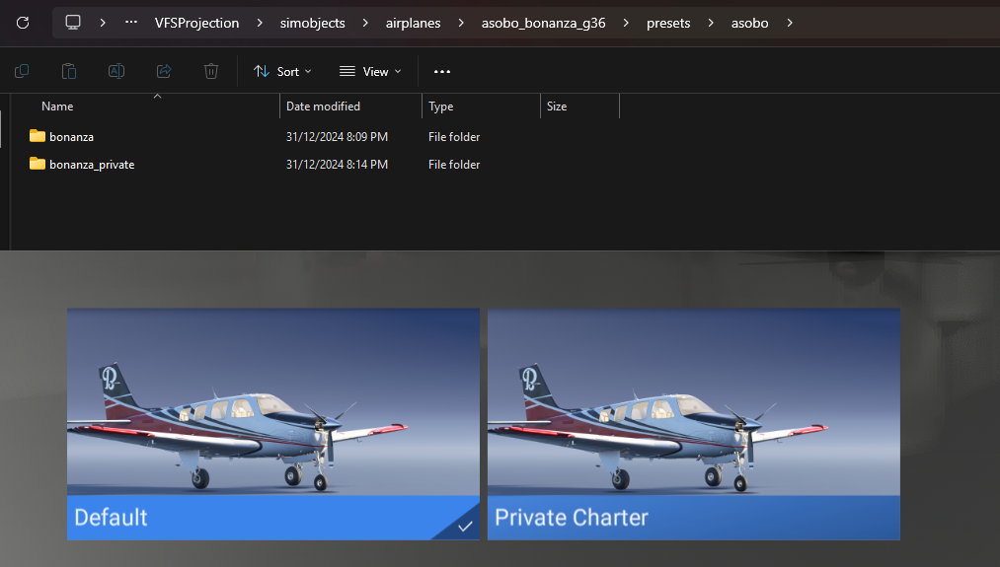 VFSProjection > simobjects > airplanes > asobo_bonanza_g36 > presets > asobo >
Sort View
Name Date modified Type Size
bonanza 31/12/2024 8:09 PM File folder
bonanza_private 31/12/2024 8:14 PM File folder
B B
Default Private Charter